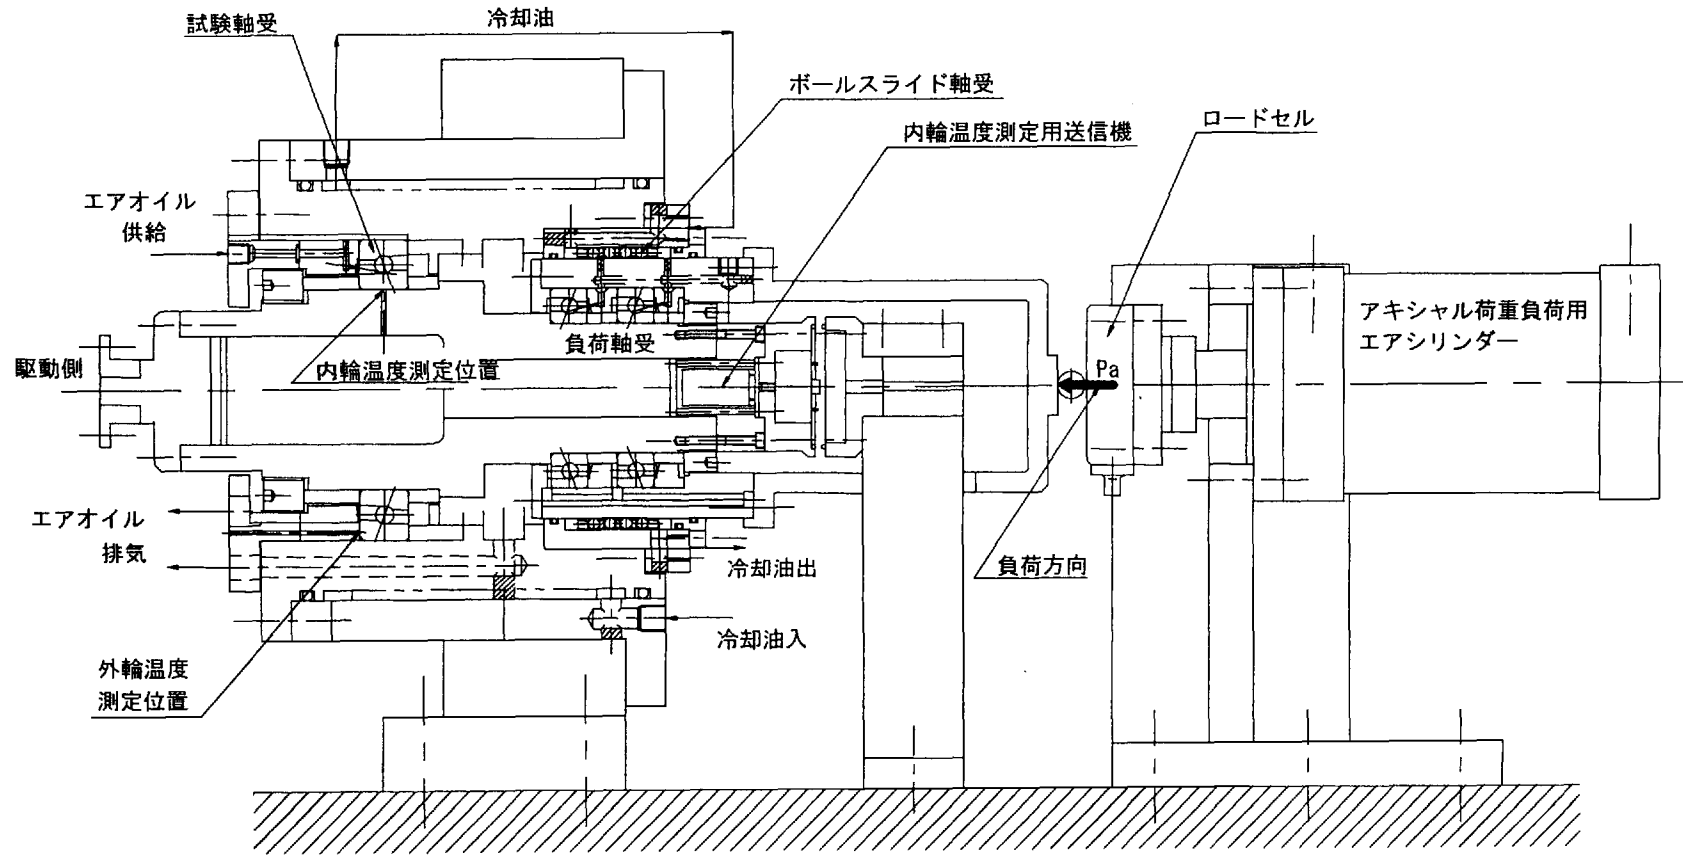 冷却油
試験軸受
ボールスライド軸受
ロードセル
内輪温度測定用送信機
エアオイル
供給
アキシャル荷重負荷用
エアシリンダー
負荷軸受
駆動側
内輪温度測定位置
Pa
エアオイル
排気
冷却油出
負荷方向
冷却油入
外輪温度
測定位置